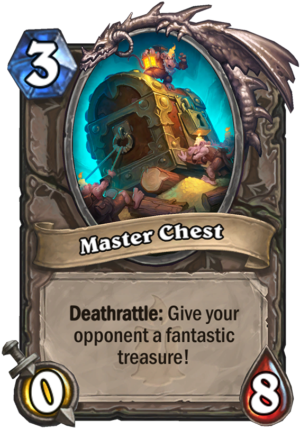 3
Master Chest
Deathrattle: Give your
opponent a fantastic
treasure!
0
8